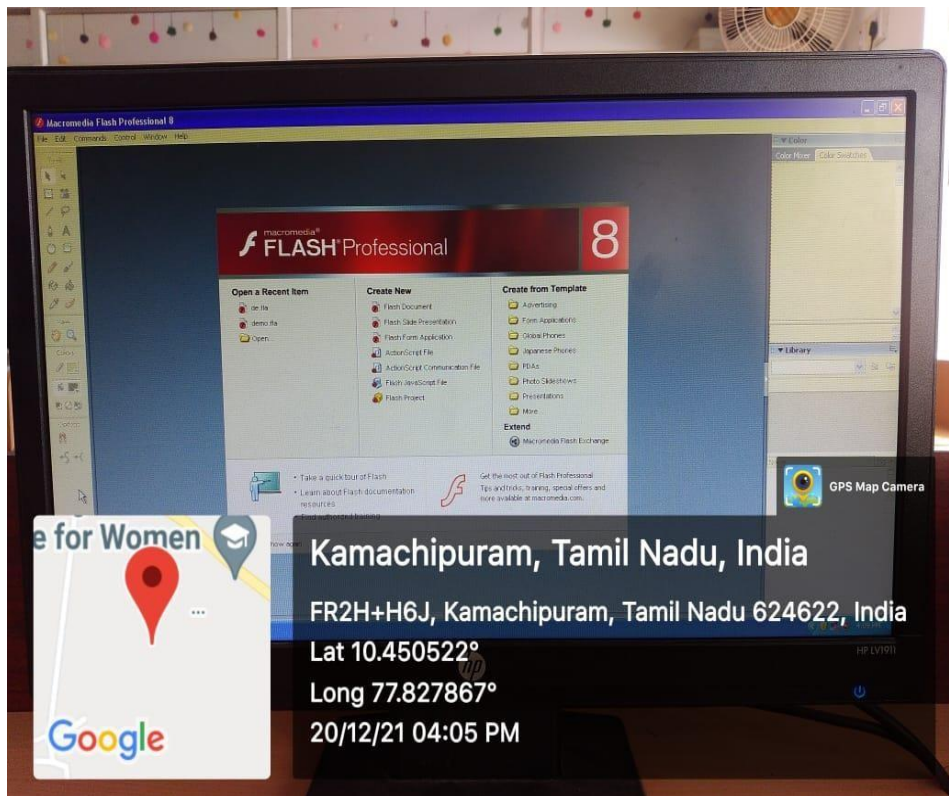 Macromedia Flash Professional 8
File Edit Commands Control Window Help
Tools
Color
Color Mixer Color Swatches
macromedia®
FLASH® Professional 8
Open a Recent Item
de.fla
demo.fla
Open...
Create New
Flash Document
Flash Slide Presentation
Flash Form Application
ActionScript File
ActionScript Communication File
Flash JavaScript File
Flash Project
Create from Template
Advertising
Form Applications
Global Phones
Japanese Phones
PDAs
Photo Slideshows
Presentations
More
Extend
Macromedia Flash Exchange
Library
• Take a quick tour of Flash
• Learn about Flash documentation
resources
• Find authorized training
Get the most out of Flash Professional
Tips and tricks, training, special offers and
more available at macromedia.com.
GPS Map Camera
e for Women
Google
Kamachipuram, Tamil Nadu, India
FR2H+H6J, Kamachipuram, Tamil Nadu 624622, India
Lat 10.450522°
Long 77.827867°
20/12/21 04:05 PM
hp
HP LV1911